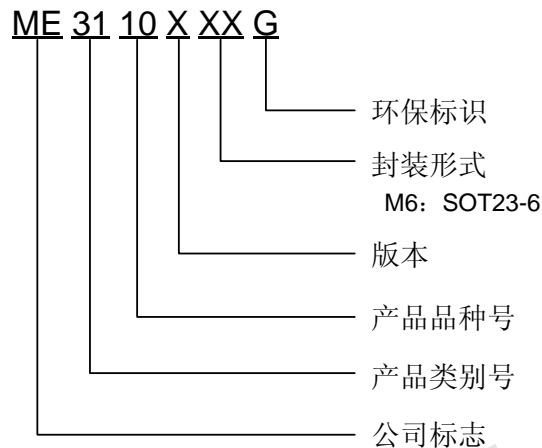 ME 31 10 X XX G
环保标识
封装形式
M6：SOT23-6
版本
产品品种号
产品类别号
公司标志